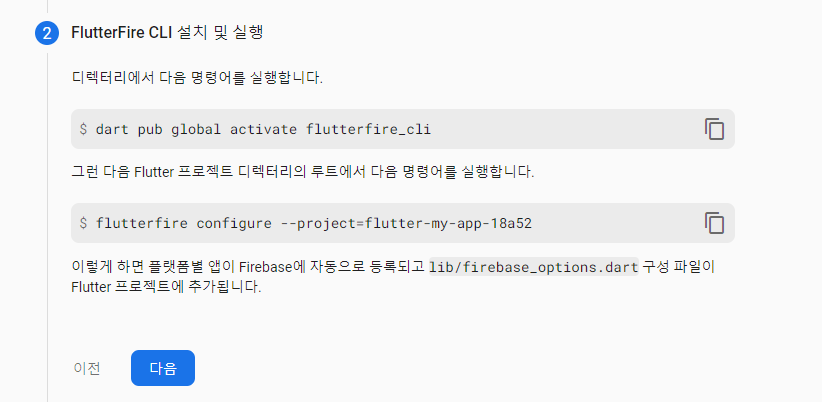 2 FlutterFire CLI 설치 및 실행
디렉터리에서 다음 명령어를 실행합니다.
$ dart pub global activate flutterfire_cli
그런 다음 Flutter 프로젝트 디렉터리의 루트에서 다음 명령어를 실행합니다.
$ flutterfire configure --project=flutter-my-app-18a52
이렇게 하면 플랫폼별 앱이 Firebase에 자동으로 등록되고 lib/firebase_options.dart 구성 파일이
Flutter 프로젝트에 추가됩니다.
이전 다음